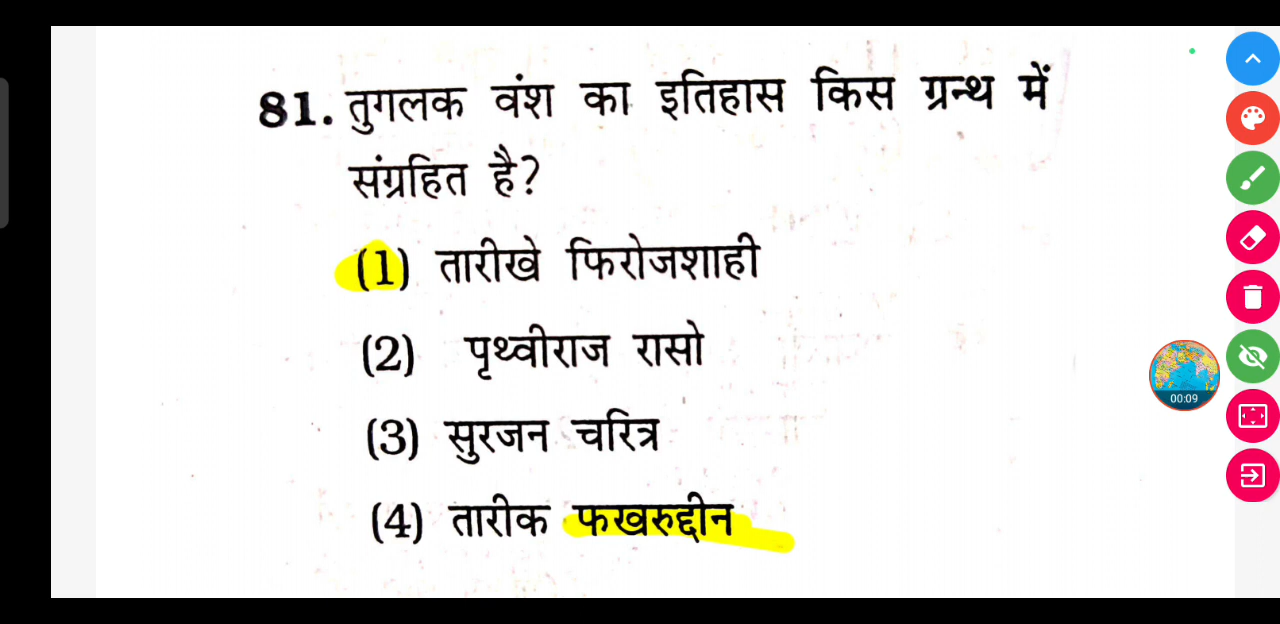 81. तुगलक वंश का इतिहास किस ग्रन्थ में
संग्रहित है?
(1) तारीखे फिरोजशाही
(2) पृथ्वीराज रासो
(3) सुरजन चरित्र
(4) तारीक फखरुद्दीन
00:09